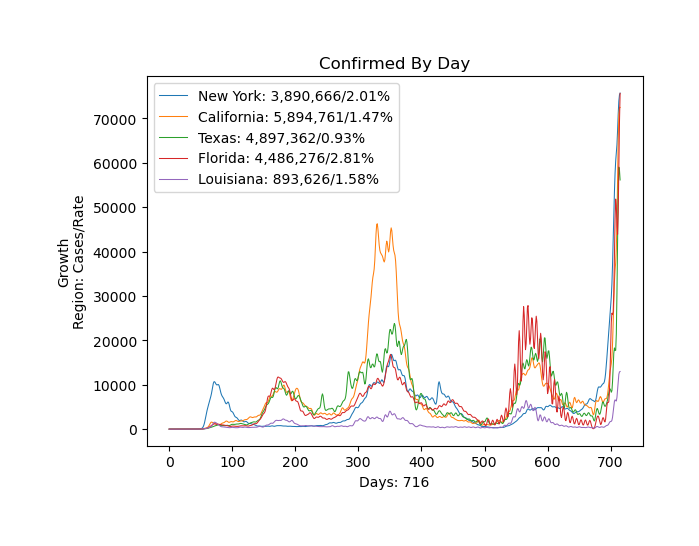 Confirmed By Day
New York: 3,890,666/2.01%
California: 5,894,761/1.47%
Texas: 4,897,362/0.93%
Florida: 4,486,276/2.81%
Louisiana: 893,626/1.58%
Growth
Region: Cases/Rate
70000
60000
50000
40000
30000
20000
10000
0
0 100 200 300 400 500 600 700
Days: 716